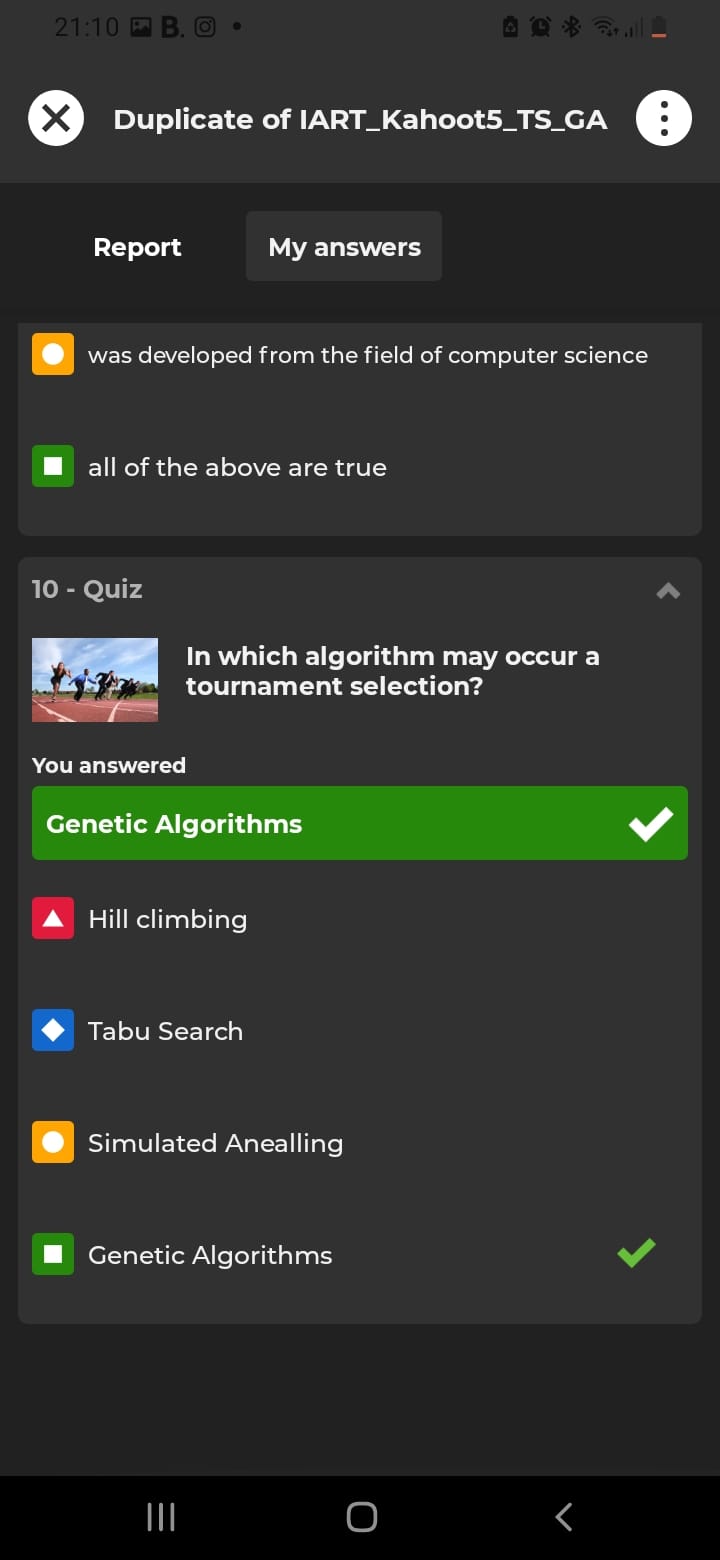 21:10 B.
Duplicate of IART_Kahoot5_TS_GA
Report My answers
was developed from the field of computer science
all of the above are true
10 - Quiz
In which algorithm may occur a
tournament selection?
You answered
Genetic Algorithms
Hill climbing
Tabu Search
Simulated Anealling
Genetic Algorithms